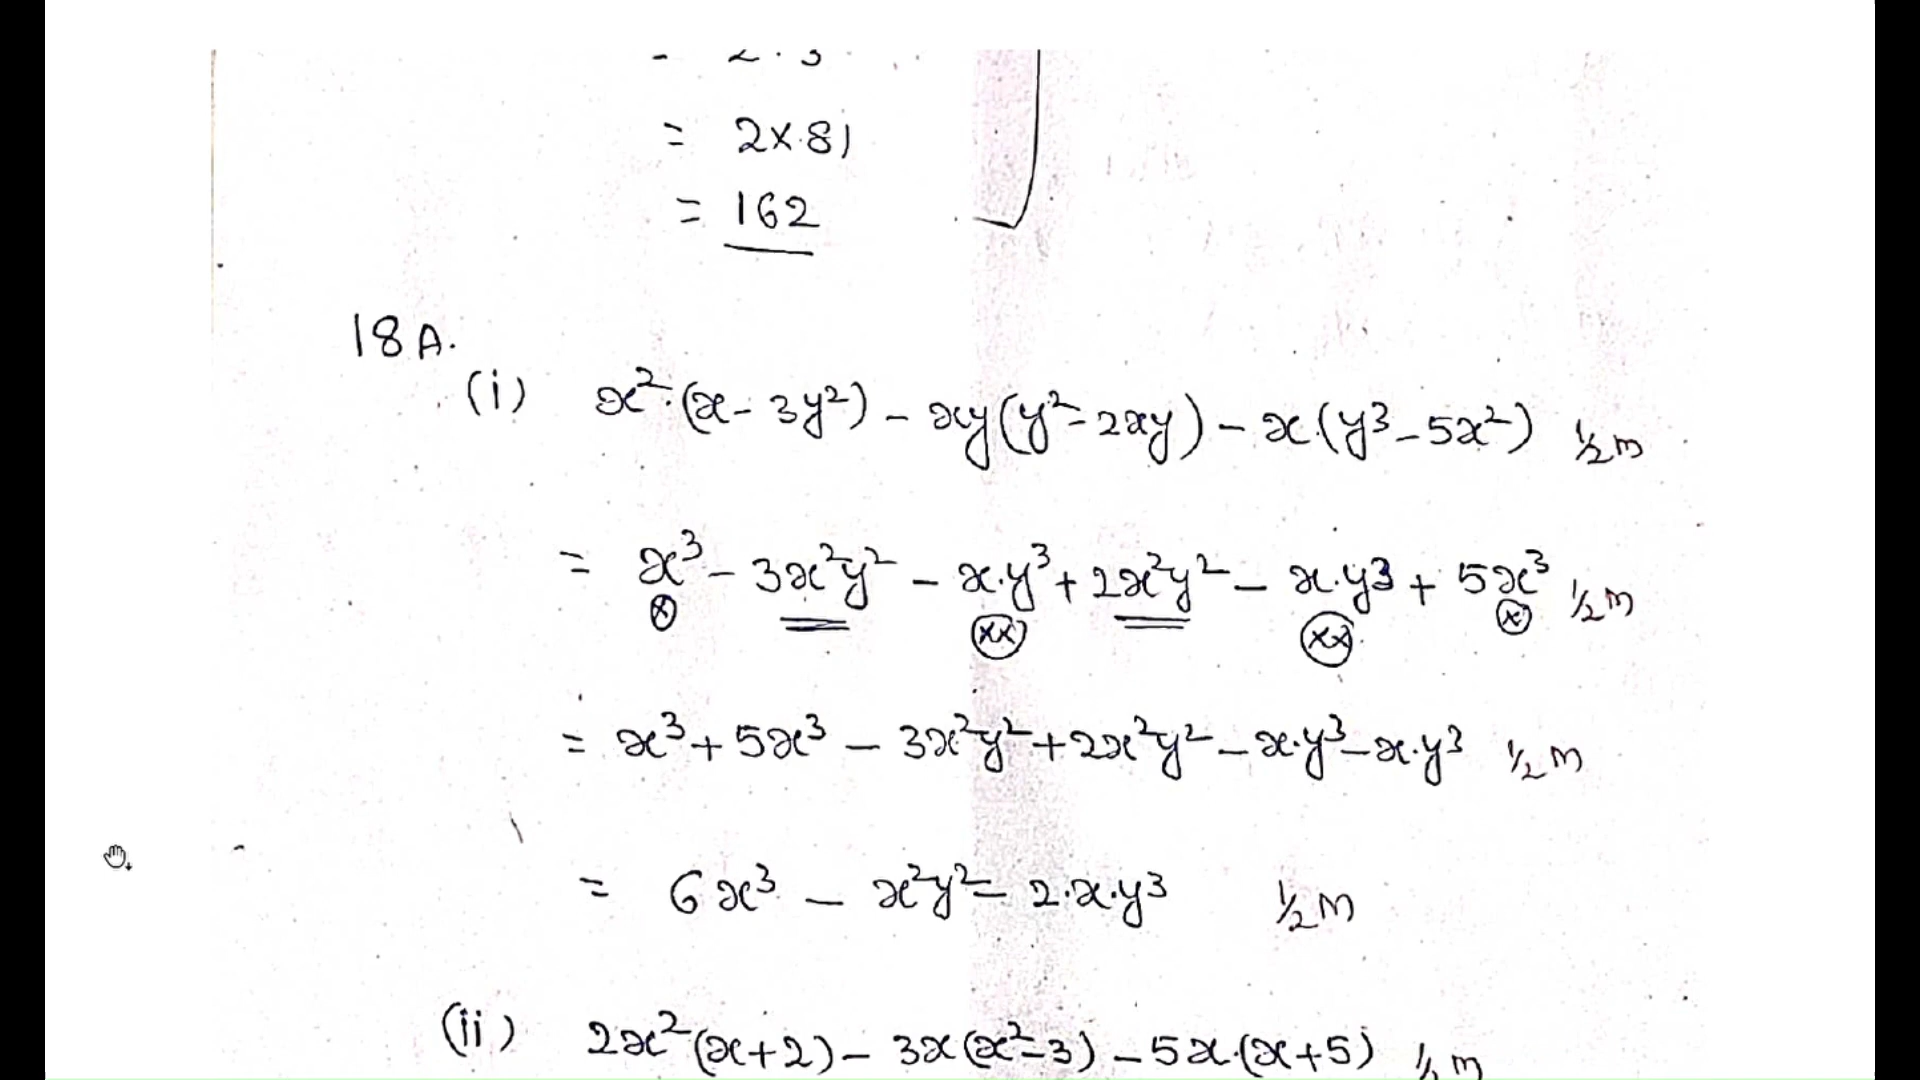 = 2×81
= 162
18A.
(i) x²·(x - 3y²) - xy(y² - 2xy) - x·(y³ - 5x²) ½m
= x³ - 3x²y² - x·y³ + 2x²y² - x·y³ + 5x³ ½m
= x³ + 5x³ - 3x²y² + 2x²y² - x·y³ - x·y³ ½m
= 6x³ - x²y² - 2·x·y³ ½m
(ii) 2x²(x+2) - 3x(x²-3) - 5x·(x+5) ½m